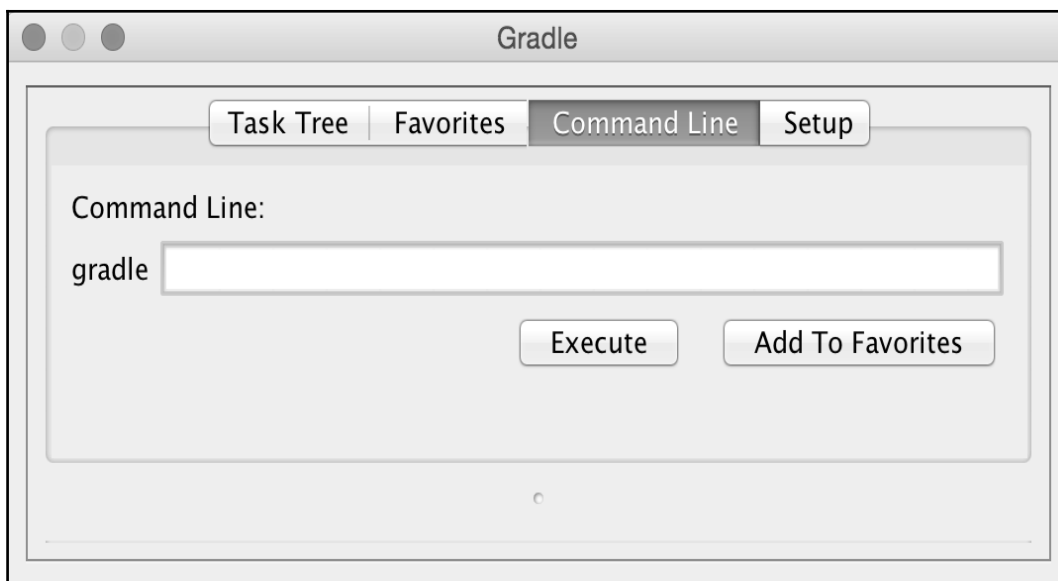 Gradle
Task Tree Favorites Command Line Setup
Command Line:
gradle
Execute Add To Favorites